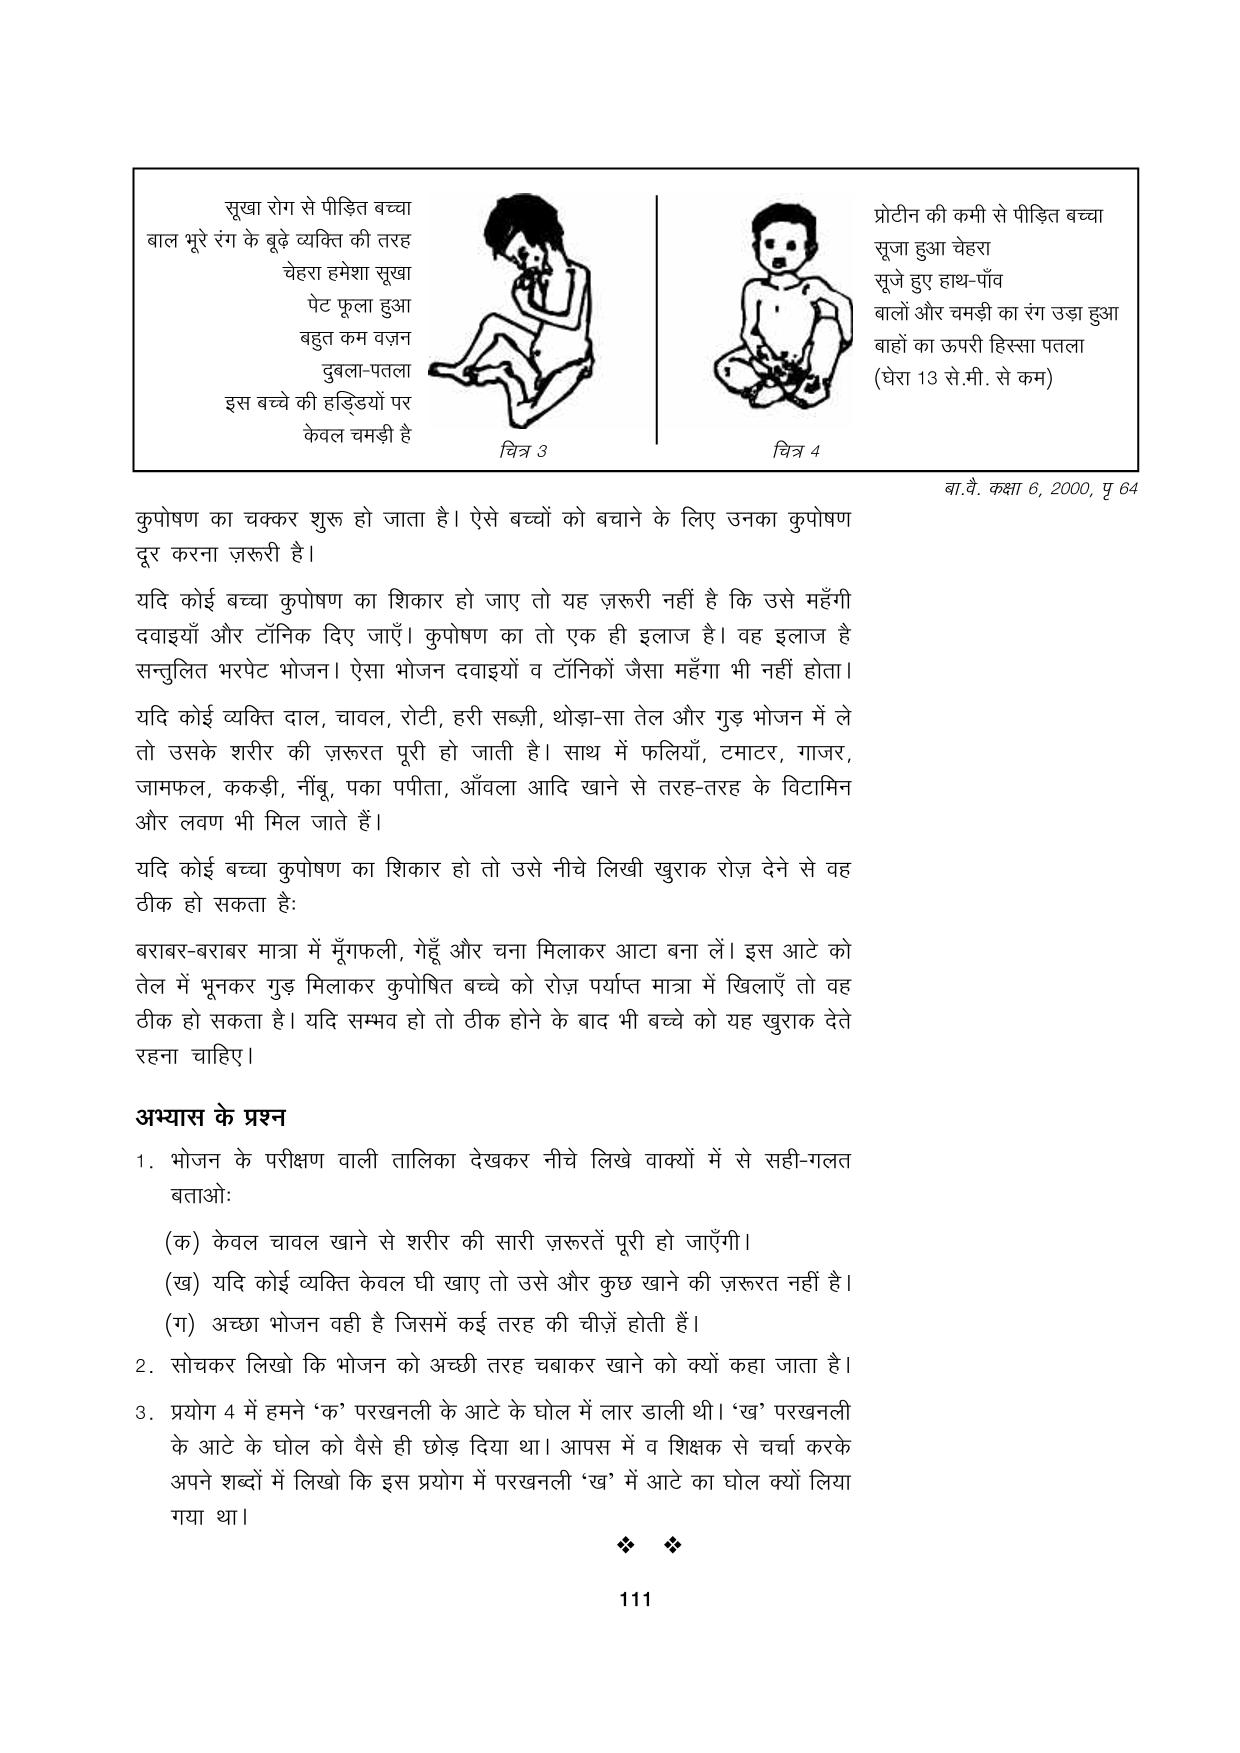 सूखा रोग से पीड़ित बच्चा
बाल भूरे रंग के बूढ़े व्यक्ति की तरह
चेहरा हमेशा सूखा
पेट फूला हुआ
बहुत कम वज़न
दुबला-पतला
इस बच्चे की हड्डियों पर
केवल चमड़ी है
चित्र 3
प्रोटीन की कमी से पीड़ित बच्चा
सूजा हुआ चेहरा
सूजे हुए हाथ-पाँव
बालों और चमड़ी का रंग उड़ा हुआ
बाहों का ऊपरी हिस्सा पतला
(घेरा 13 से.मी. से कम)
चित्र 4
बा.वै. कक्षा 6, 2000, पृ 64
कुपोषण का चक्कर शुरू हो जाता है। ऐसे बच्चों को बचाने के लिए उनका कुपोषण
दूर करना ज़रूरी है।
यदि कोई बच्चा कुपोषण का शिकार हो जाए तो यह ज़रूरी नहीं है कि उसे महँगी
दवाइयाँ और टॉनिक दिए जाएँ। कुपोषण का तो एक ही इलाज है। वह इलाज है
सन्तुलित भरपेट भोजन। ऐसा भोजन दवाइयों व टॉनिकों जैसा महँगा भी नहीं होता।
यदि कोई व्यक्ति दाल, चावल, रोटी, हरी सब्ज़ी, थोड़ा-सा तेल और गुड़ भोजन में ले
तो उसके शरीर की ज़रूरत पूरी हो जाती है। साथ में फलियाँ, टमाटर, गाजर,
जामफल, ककड़ी, नींबू, पका पपीता, आँवला आदि खाने से तरह-तरह के विटामिन
और लवण भी मिल जाते हैं।
यदि कोई बच्चा कुपोषण का शिकार हो तो उसे नीचे लिखी खुराक रोज़ देने से वह
ठीक हो सकता है:
बराबर-बराबर मात्रा में मूँगफली, गेहूँ और चना मिलाकर आटा बना लें। इस आटे को
तेल में भूनकर गुड़ मिलाकर कुपोषित बच्चे को रोज़ पर्याप्त मात्रा में खिलाएँ तो वह
ठीक हो सकता है। यदि सम्भव हो तो ठीक होने के बाद भी बच्चे को यह खुराक देते
रहना चाहिए।
अभ्यास के प्रश्न
1. भोजन के परीक्षण वाली तालिका देखकर नीचे लिखे वाक्यों में से सही-गलत
बताओ:
(क) केवल चावल खाने से शरीर की सारी ज़रूरतें पूरी हो जाएँगी।
(ख) यदि कोई व्यक्ति केवल घी खाए तो उसे और कुछ खाने की ज़रूरत नहीं है।
(ग) अच्छा भोजन वही है जिसमें कई तरह की चीज़ें होती हैं।
2. सोचकर लिखो कि भोजन को अच्छी तरह चबाकर खाने को क्यों कहा जाता है।
3. प्रयोग 4 में हमने ‘क’ परखनली के आटे के घोल में लार डाली थी। ‘ख’ परखनली
के आटे के घोल को वैसे ही छोड़ दिया था। आपस में व शिक्षक से चर्चा करके
अपने शब्दों में लिखो कि इस प्रयोग में परखनली ‘ख’ में आटे का घोल क्यों लिया
गया था।
111